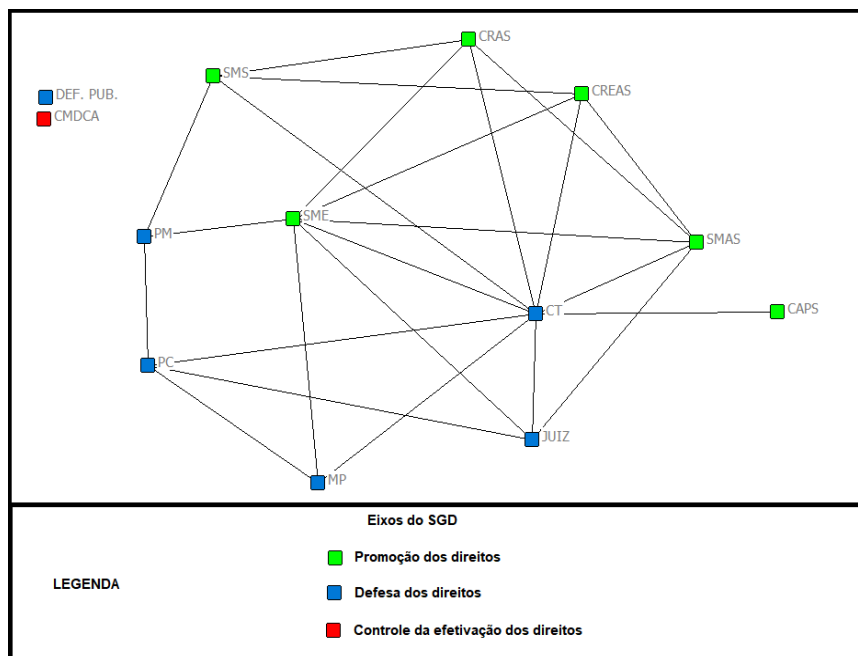 CRAS
SMS
CREAS
DEF. PUB.
CMDCA
SME
PM
SMAS
CT
CAPS
PC
JUIZ
MP
Eixos do SGD
Promoção dos direitos
LEGENDA
Defesa dos direitos
Controle da efetivação dos direitos